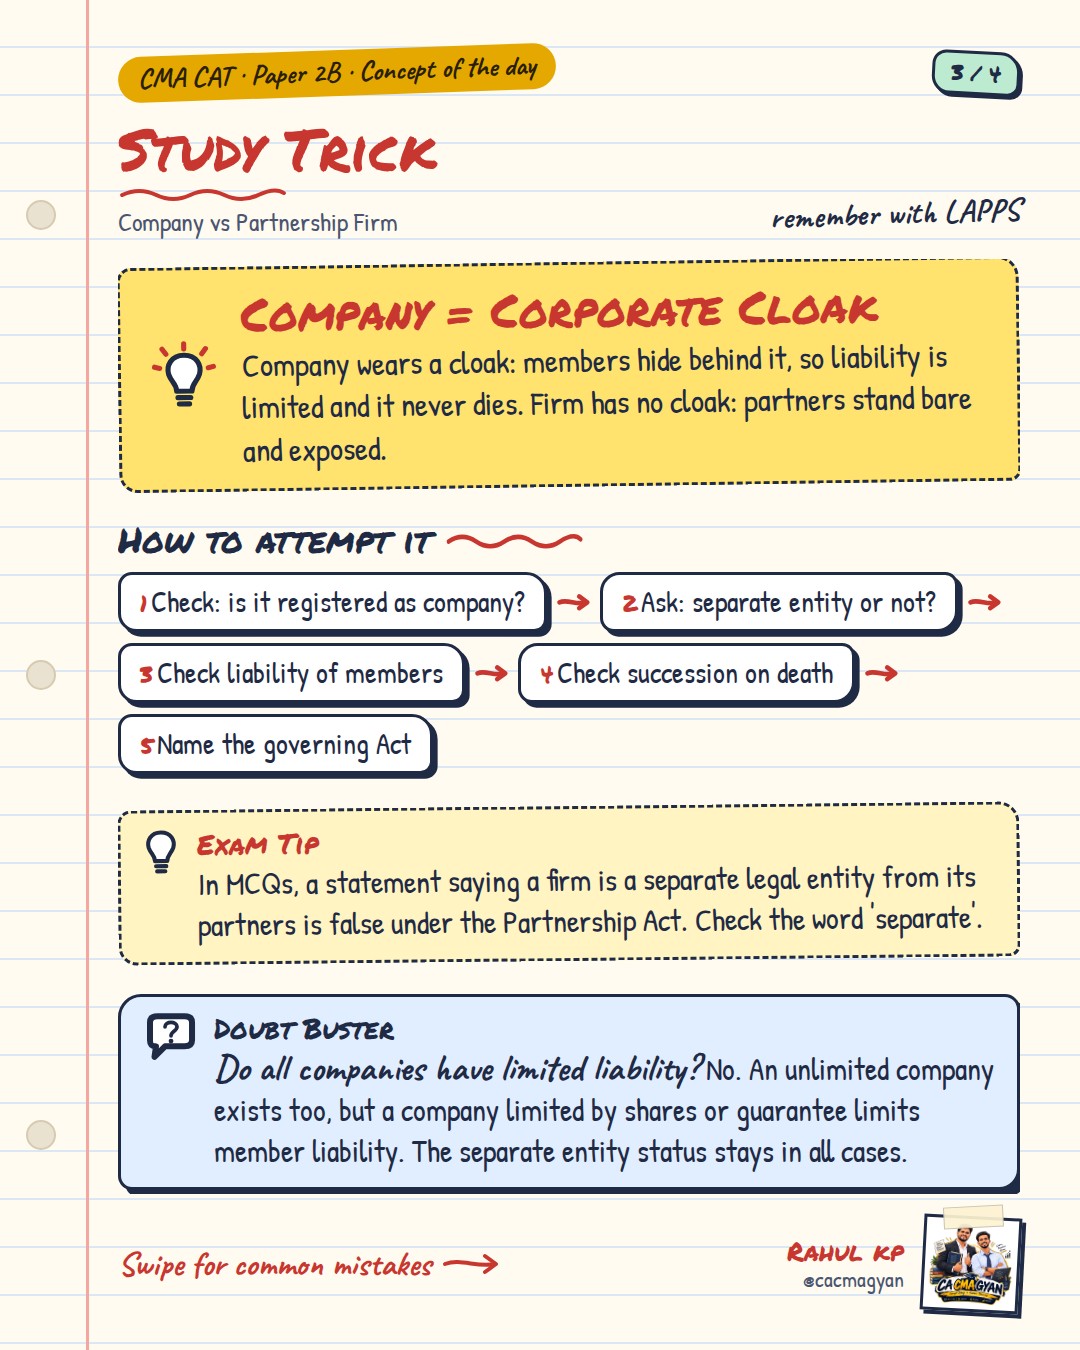 CMA CAT · Paper 2B · Concept of the day
3 / 4
Study Trick
Company vs Partnership Firm
remember with LAPPS
Company = Corporate Cloak
Company wears a cloak: members hide behind it, so liability is
limited and it never dies. Firm has no cloak: partners stand bare
and exposed.
How to attempt it
1 Check: is it registered as company?
2 Ask: separate entity or not?
3 Check liability of members
4 Check succession on death
5 Name the governing Act
Exam Tip
In MCQs, a statement saying a firm is a separate legal entity from its
partners is false under the Partnership Act. Check the word 'separate'.
Doubt Buster
Do all companies have limited liability? No. An unlimited company
exists too, but a company limited by shares or guarantee limits
member liability. The separate entity status stays in all cases.
Swipe for common mistakes
Rahul KP
@cacmagyan
CA CMA GYAN